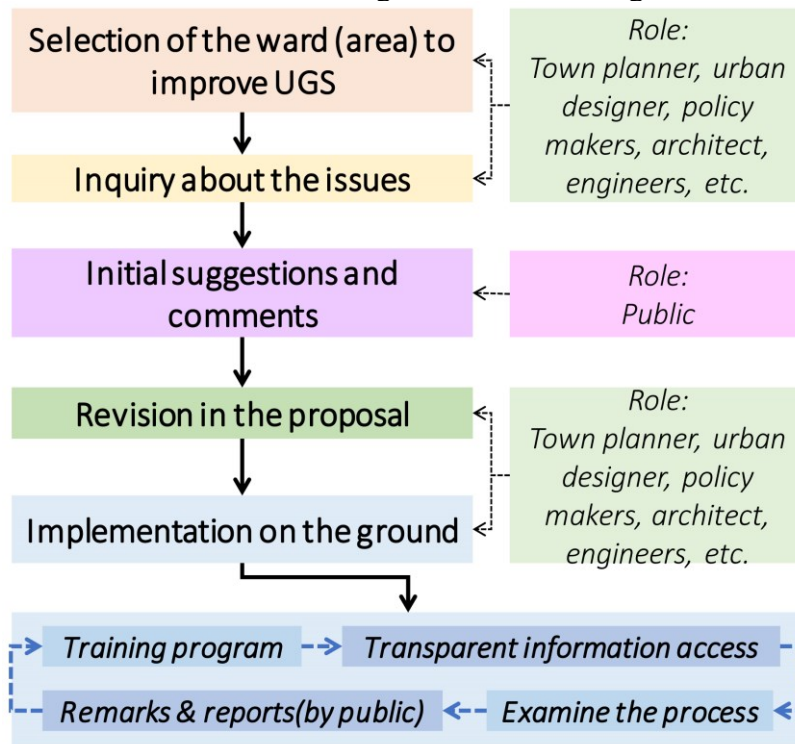 Selection of the ward (area) to
improve UGS
Role:
Town planner, urban
designer, policy
makers, architect,
engineers, etc.
Inquiry about the issues
Initial suggestions and
comments
Role:
Public
Revision in the proposal
Role:
Town planner, urban
designer, policy
makers, architect,
engineers, etc.
Implementation on the ground
Training program
Transparent information access
Remarks & reports(by public)
Examine the process